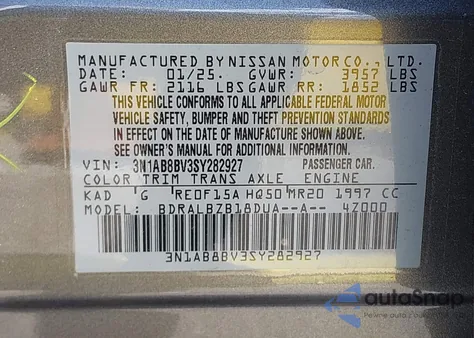 MANUFACTURED BY NISSAN MOTOR CO., LTD.
DATE: 01/25. GVWR: 3957 LBS
GAWR FR: 2116 LBS GAWR RR: 1852 LBS
THIS VEHICLE CONFORMS TO ALL APPLICABLE FEDERAL MOTOR
VEHICLE SAFETY, BUMPER AND THEFT PREVENTION STANDARDS
IN EFFECT ON THE DATE OF MANUFACTURE SHOWN ABOVE.
SEE OWNER'S MANUAL FOR ADDITIONAL INFORMATION.
VIN: 3N1AB8BV3SY282927 PASSENGER CAR.
COLOR TRIM TRANS AXLE ENGINE
KAD G RE0F15A HQ50 MR20 1997 CC
MODEL: BDRALBZB18DUA--A-- 4Z000
3N1AB8BV3SY282927
autoSnap